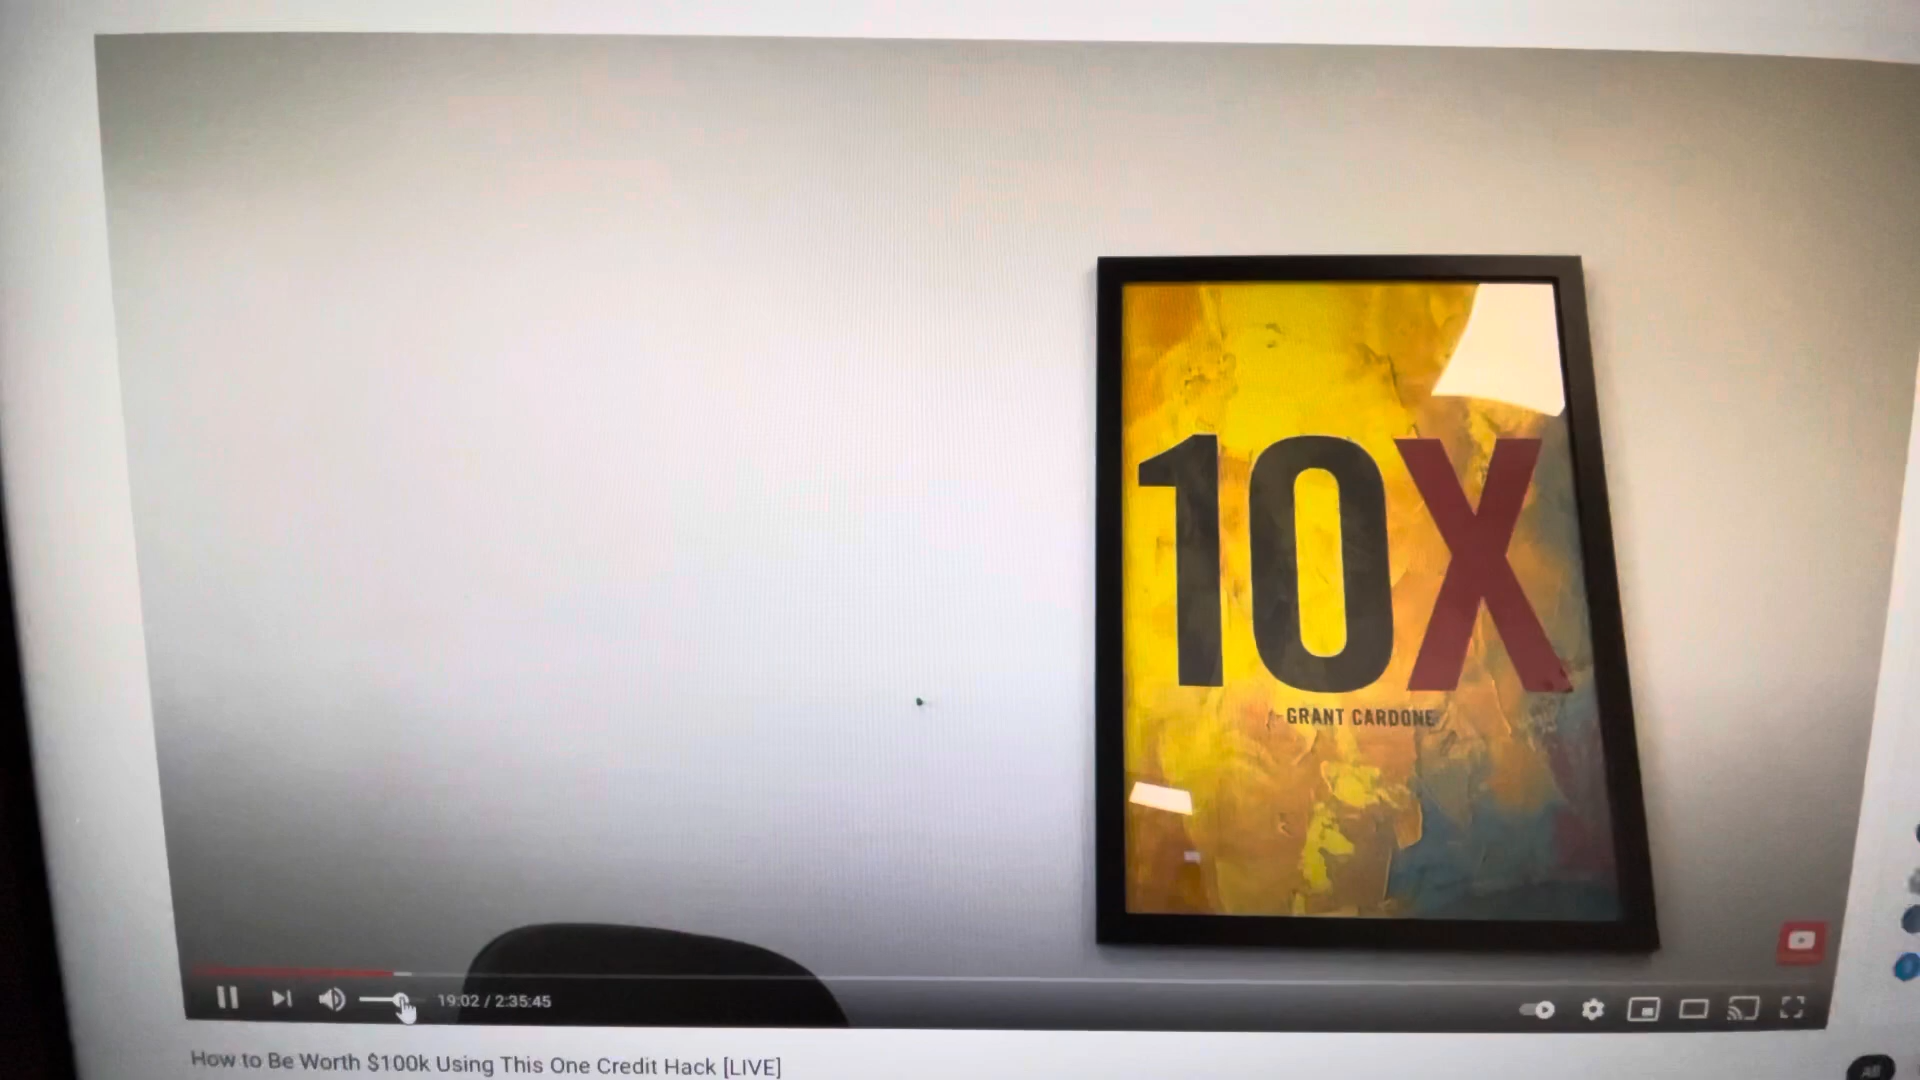 10X
GRANT CARDONE
19:02 / 2:35:45
How to Be Worth $100k Using This One Credit Hack [LIVE]
All